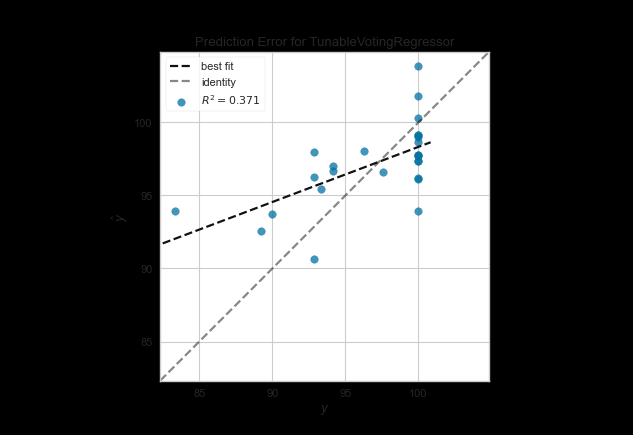 Prediction Error for TunableVotingRegressor
best fit
identity
R² = 0.371
100
95
90
85
ŷ
85 90 95 100
y